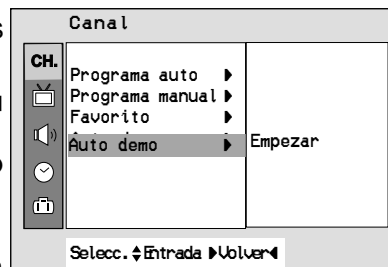 Canal
CH.
Programa auto
Programa manual
Favorito
Auto demo
Empezar
Selecc. Entrada Volver